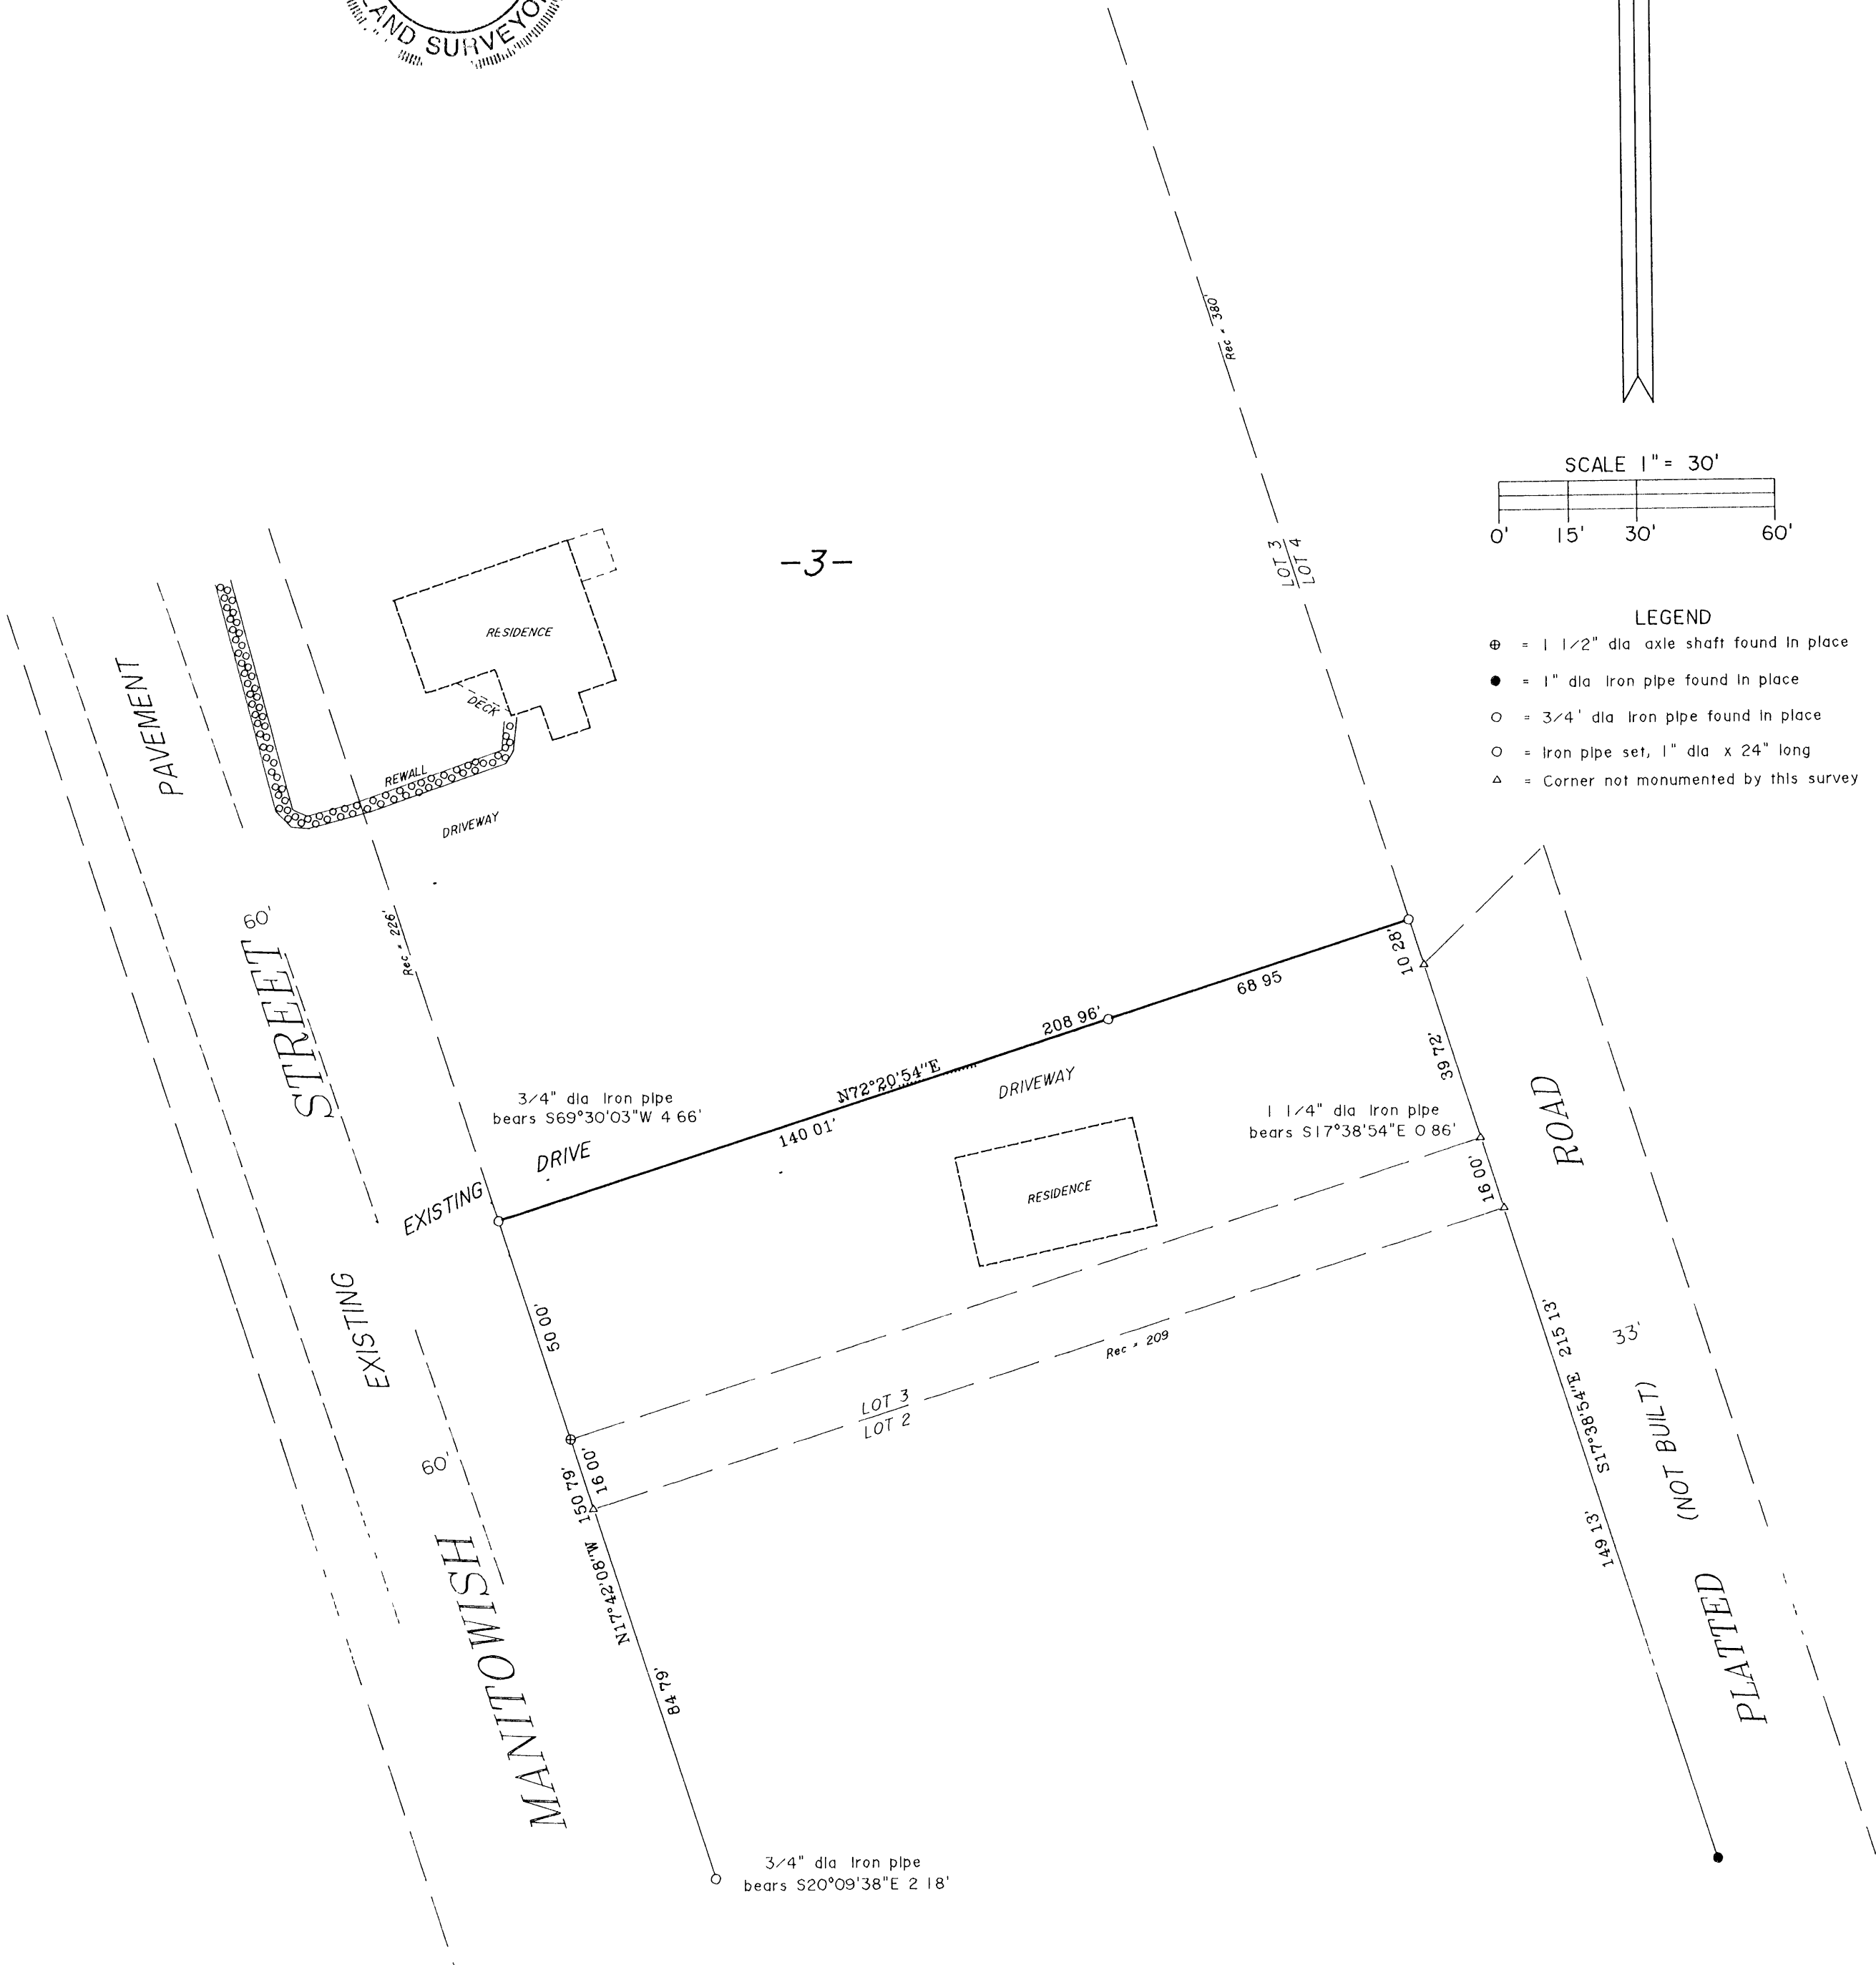 LAND SURVEYOR
Rec = 380'
SCALE 1"= 30'
0' 15' 30' 60'
-3-
LOT 3
LOT 4
LEGEND
⊕ = 1 1/2" dia axle shaft found in place
● = 1" dia iron pipe found in place
○ = 3/4' dia iron pipe found in place
○ = Iron pipe set, 1" dia x 24" long
△ = Corner not monumented by this survey
RESIDENCE
DECK
PAVEMENT
REWALL
DRIVEWAY
60'
Rec = 226'
STREET
10 28'
68 95
208 96'
39 72'
N72°20'54"E
DRIVEWAY
3/4" dia iron pipe
bears S69°30'03"W 4 66'
140 01'
1 1/4" dia iron pipe
bears S17°38'54"E 0 86'
ROAD
EXISTING DRIVE
RESIDENCE
16 00'
EXISTING
50 00'
Rec = 209
S17°38'54"E 215 13'
33'
LOT 3
LOT 2
(NOT BUILT)
60'
16 00'
N17°42'08"W 150 79'
149 13'
MANITOWISH
84 79'
PLATTED
3/4" dia iron pipe
bears S20°09'38"E 2 18'